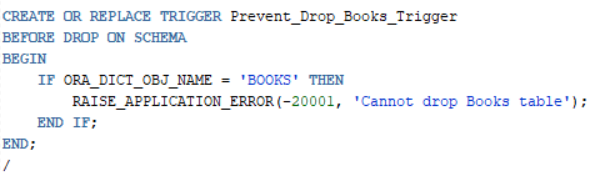 CREATE OR REPLACE TRIGGER Prevent_Drop_Books_Trigger
BEFORE DROP ON SCHEMA
BEGIN
    IF ORA_DICT_OBJ_NAME = 'BOOKS' THEN
        RAISE_APPLICATION_ERROR(-20001, 'Cannot drop Books table');
    END IF;
END;
/